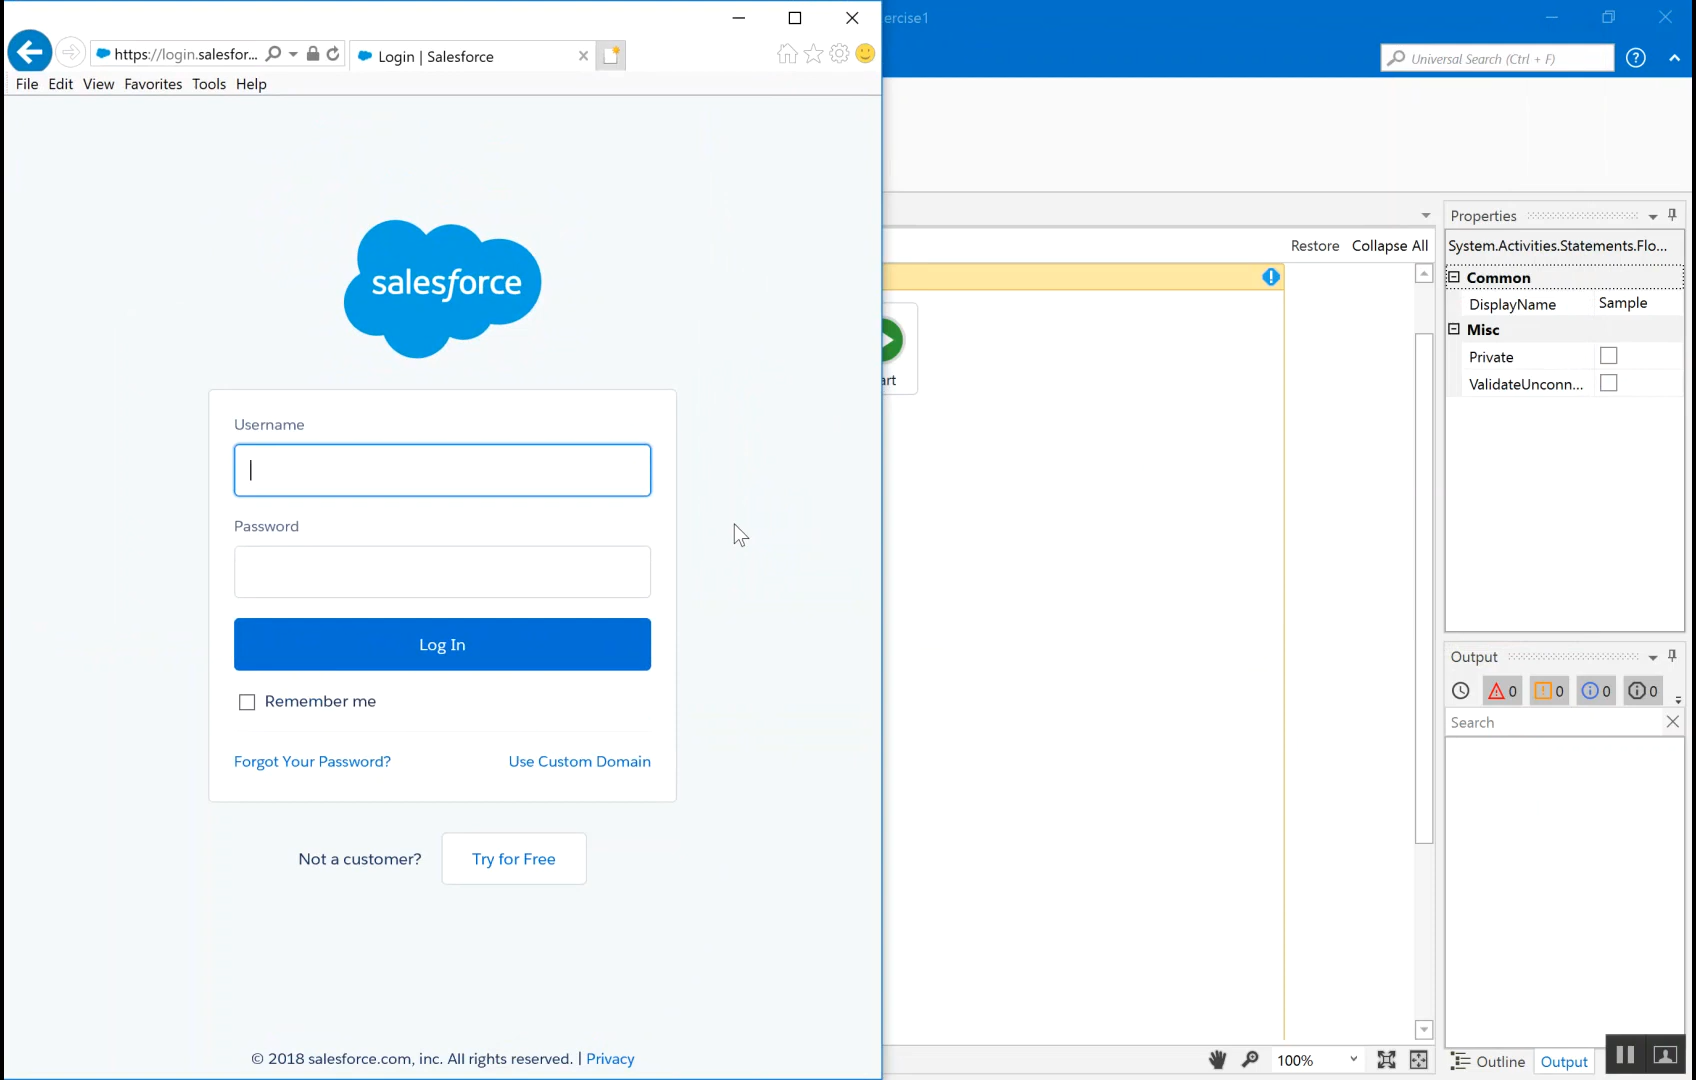 https://login.salesfor...
Login | Salesforce
File Edit View Favorites Tools Help
salesforce
Username
Password
Log In
Remember me
Forgot Your Password?
Use Custom Domain
Not a customer?
Try for Free
© 2018 salesforce.com, inc. All rights reserved. | Privacy
ercise1
Universal Search (Ctrl + F)
Restore Collapse All
art
100%
Properties
System.Activities.Statements.Flo...
Common
DisplayName Sample
Misc
Private
ValidateUnconn...
Output
0 0 0 0
Search
Outline Output